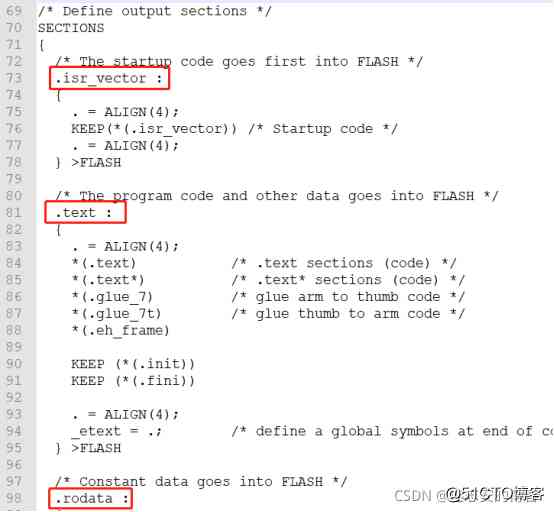 69 /* Define output sections */
70 SECTIONS
71 {
72 /* The startup code goes first into FLASH */
73 .isr_vector :
74 {
75 . = ALIGN(4);
76 KEEP(*(.isr_vector)) /* Startup code */
77 . = ALIGN(4);
78 } >FLASH
79
80 /* The program code and other data goes into FLASH */
81 .text :
82 {
83 . = ALIGN(4);
84 *(.text) /* .text sections (code) */
85 *(.text*) /* .text* sections (code) */
86 *(.glue_7) /* glue arm to thumb code */
87 *(.glue_7t) /* glue thumb to arm code */
88 *(.eh_frame)
89
90 KEEP (*(.init))
91 KEEP (*(.fini))
92
93 . = ALIGN(4);
94 _etext = .; /* define a global symbols at end of co
95 } >FLASH
96
97 /* Constant data goes into FLASH */
98 .rodata :
CSDN @51CTO博客